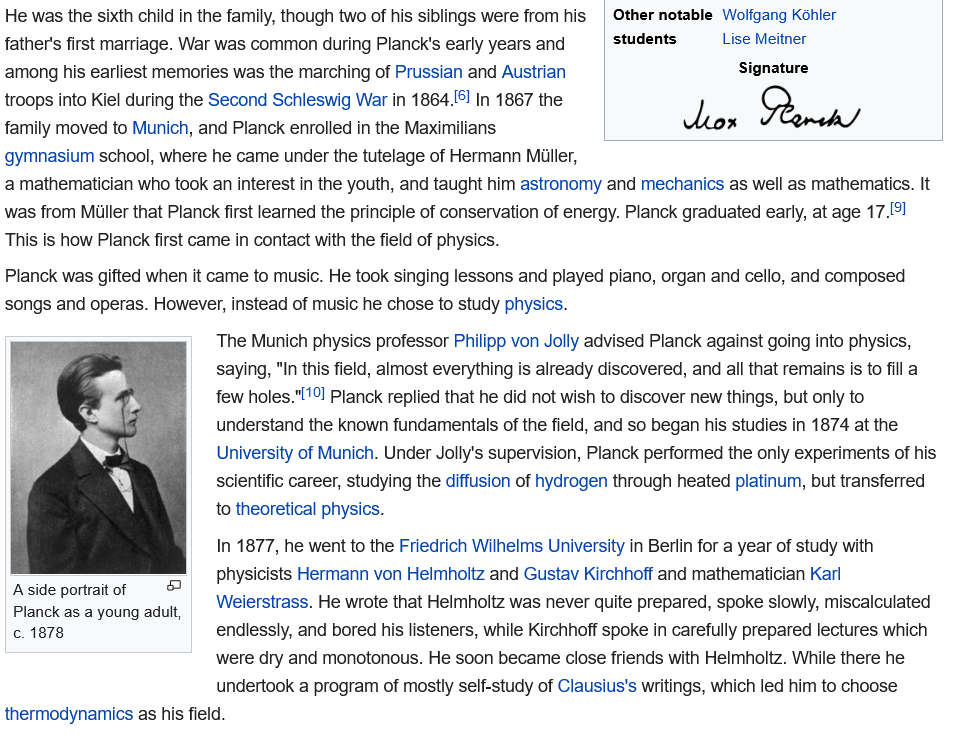 He was the sixth child in the family, though two of his siblings were from his
father's first marriage. War was common during Planck's early years and
among his earliest memories was the marching of Prussian and Austrian
troops into Kiel during the Second Schleswig War in 1864.[6] In 1867 the
family moved to Munich, and Planck enrolled in the Maximilians
gymnasium school, where he came under the tutelage of Hermann Müller,
a mathematician who took an interest in the youth, and taught him astronomy and mechanics as well as mathematics. It
was from Müller that Planck first learned the principle of conservation of energy. Planck graduated early, at age 17.[9]
This is how Planck first came in contact with the field of physics.
Other notable students Wolfgang Köhler
Lise Meitner
Signature
Max Planck
Planck was gifted when it came to music. He took singing lessons and played piano, organ and cello, and composed
songs and operas. However, instead of music he chose to study physics.
The Munich physics professor Philipp von Jolly advised Planck against going into physics,
saying, "In this field, almost everything is already discovered, and all that remains is to fill a
few holes."[10] Planck replied that he did not wish to discover new things, but only to
understand the known fundamentals of the field, and so began his studies in 1874 at the
University of Munich. Under Jolly's supervision, Planck performed the only experiments of his
scientific career, studying the diffusion of hydrogen through heated platinum, but transferred
to theoretical physics.
A side portrait of
Planck as a young adult,
c. 1878
In 1877, he went to the Friedrich Wilhelms University in Berlin for a year of study with
physicists Hermann von Helmholtz and Gustav Kirchhoff and mathematician Karl
Weierstrass. He wrote that Helmholtz was never quite prepared, spoke slowly, miscalculated
endlessly, and bored his listeners, while Kirchhoff spoke in carefully prepared lectures which
were dry and monotonous. He soon became close friends with Helmholtz. While there he
undertook a program of mostly self-study of Clausius's writings, which led him to choose
thermodynamics as his field.